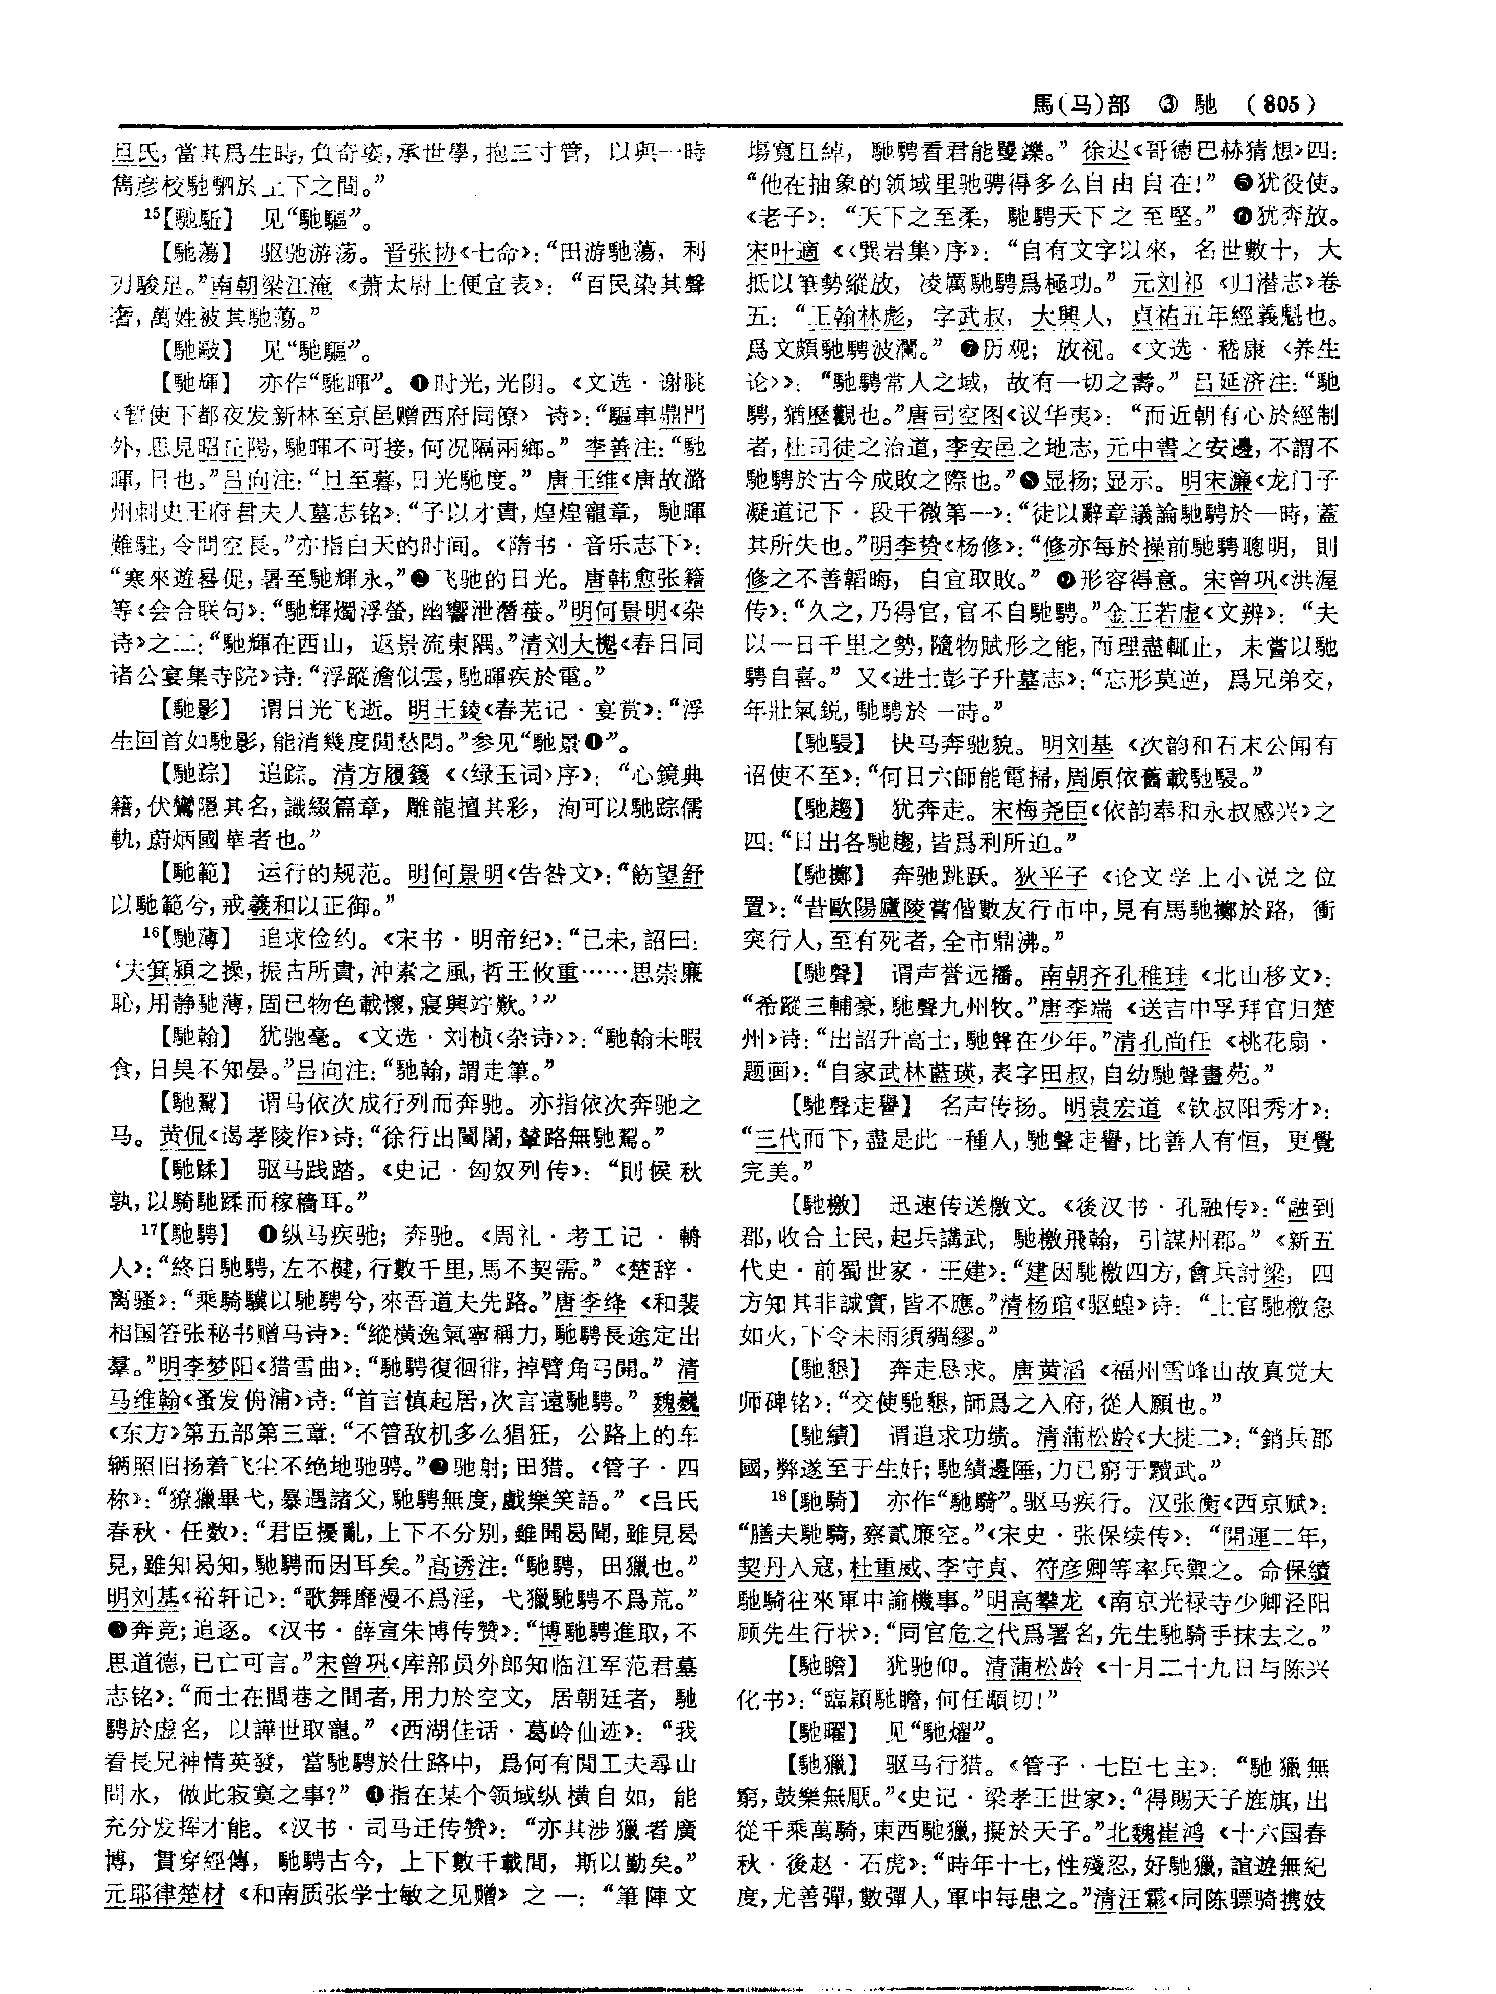 馬(马)部 ③ 馳 (805)
旦氏，當其爲生時，負奇姿，承世學，抱三寸管，以與一時
雋彦校馳騁於上下之間。”
15【馳駈】 见“馳驅”。
【馳蕩】 驱驰游荡。晋张协《七命》：“田游馳蕩，利
刃駿足。”南朝梁江淹《萧太尉上便宜表》：“百民染其聲
奢，萬姓被其馳蕩。”
【馳敺】 见“馳驅”。
【馳輝】 亦作“馳暉”。❶时光，光阴。《文选·谢朓
〈暂使下都夜发新林至京邑赠西府同僚〉诗》：“驅車鼎門
外，思見昭丘陽，馳暉不可接，何况隔兩鄉。”李善注：“馳
暉，日也。”吕向注：“旦至暮，日光馳度。”唐王维《唐故潞
州刺史王府君夫人墓志铭》：“子以才貴，煌煌寵章，馳暉
難駐，令問空長。”亦指白天的时间。《隋书·音乐志下》：
“寒來遊晷促，暑至馳輝永。”❷飞驰的日光。唐韩愈张籍
等《会合联句》：“馳輝燭浮螢，幽響泄潛蛬。”明何景明《杂
诗》之二：“馳輝在西山，返景流東隅。”清刘大櫆《春日同
诸公宴集寺院》诗：“浮蹤澹似雲，馳暉疾於電。”
【馳影】 谓日光飞逝。明王錂《春芜记·宴赏》：“浮
生回首如馳影，能消幾度閒愁悶。”参见“馳景❶”。
【馳踪】 追踪。清方履籛《〈绿玉词〉序》：“心鏡典
籍，伏鸞隱其名，識綴篇章，雕龍擅其彩，洵可以馳踪儒
軌，蔚炳國華者也。”
【馳範】 运行的规范。明何景明《告咎文》：“飭望舒
以馳範兮，戒羲和以正御。”
16【馳薄】 追求俭约。《宋书·明帝纪》：“己未，詔曰：
‘夫箕潁之操，振古所貴，沖素之風，哲王攸重……思崇廉
恥，用静馳薄，固已物色載懷，寤興竚歎。’”
【馳翰】 犹驰毫。《文选·刘桢〈杂诗〉》：“馳翰未暇
食，日昃不知晏。”吕向注：“馳翰，謂走筆。”
【馳駕】 谓马依次成行列而奔驰。亦指依次奔驰之
马。黄侃《谒孝陵作》诗：“徐行出闉闍，輦路無馳駕。”
【馳蹂】 驱马践踏。《史记·匈奴列传》：“則候秋
孰，以騎馳蹂而稼穡耳。”
17【馳騁】 ❶纵马疾驰；奔驰。《周礼·考工记·輈
人》：“終日馳騁，左不楗，行數千里，馬不契需。”《楚辞·
离骚》：“乘騎驥以馳騁兮，來吾道夫先路。”唐李绛《和裴
相国答张秘书赠马诗》：“縱横逸氣寧稱力，馳騁長途定出
羣。”明李梦阳《猎雪曲》：“馳騁復徊徘，掉臂角弓開。”清
马维翰《蚤发俯浦》诗：“首言慎起居，次言遠馳騁。”魏巍
《东方》第五部第三章：“不管敌机多么猖狂，公路上的车
辆照旧扬着飞尘不绝地驰骋。”❷驰射；田猎。《管子·四
称》：“獠獵畢弋，暴遇諸父，馳騁無度，戲樂笑語。”《吕氏
春秋·任数》：“君臣擾亂，上下不分别，雖聞曷聞，雖見曷
見，雖知曷知，馳騁而因耳矣。”高诱注：“馳騁，田獵也。”
明刘基《裕轩记》：“歌舞靡漫不爲淫，弋獵馳騁不爲荒。”
❸奔竞；追逐。《汉书·薛宣朱博传赞》：“博馳騁進取，不
思道德，已亡可言。”宋曾巩《库部员外郎知临江军范君墓
志铭》：“而士在閭巷之間者，用力於空文，居朝廷者，馳
騁於虚名，以譁世取寵。”《西湖佳话·葛岭仙迹》：“我
看長兄神情英發，當馳騁於仕路中，爲何有閒工夫尋山
問水，做此寂寞之事？”❹指在某个领域纵横自如，能
充分发挥才能。《汉书·司马迁传赞》：“亦其涉獵者廣
博，貫穿經傳，馳騁古今，上下數千載間，斯以勤矣。”
元耶律楚材《和南质张学士敏之见赠》之一：“筆陣文
塲寬且綽，馳騁看君能矍鑠。”徐迟《哥德巴赫猜想》四：
“他在抽象的领域里驰骋得多么自由自在！”❺犹役使。
《老子》：“天下之至柔，馳騁天下之至堅。”❻犹奔放。
宋叶適《〈巽岩集〉序》：“自有文字以來，名世數十，大
抵以筆勢縱放，凌厲馳騁爲極功。”元刘祁《归潜志》卷
五：“王翰林彪，字武叔，大興人，貞祐五年經義魁也。
爲文頗馳騁波瀾。”❼历观；放视。《文选·嵇康〈养生
论〉》：“馳騁常人之域，故有一切之壽。”吕延济注：“馳
騁，猶歷觀也。”唐司空图《议华夷》：“而近朝有心於經制
者，杜司徒之治道，李安邑之地志，元中書之安邊，不謂不
馳騁於古今成敗之際也。”❽显扬；显示。明宋濂《龙门子
凝道记下·段干微第一》：“徒以辭章議論馳騁於一時，蓋
其所失也。”明李贽《杨修》：“修亦每於操前馳騁聰明，則
修之不善韜晦，自宜取敗。”❾形容得意。宋曾巩《洪渥
传》：“久之，乃得官，官不自馳騁。”金王若虚《文辨》：“夫
以一日千里之勢，隨物賦形之能，而理盡輒止，未嘗以馳
騁自喜。”又《进士彭子升墓志》：“忘形莫逆，爲兄弟交，
年壯氣鋭，馳騁於一時。”
【馳駸】 快马奔驰貌。明刘基《次韵和石末公闻有
诏使不至》：“何日六師能電掃，周原依舊載馳駸。”
【馳趨】 犹奔走。宋梅尧臣《依韵奉和永叔感兴》之
四：“日出各馳趨，皆爲利所迫。”
【馳擲】 奔驰跳跃。狄平子《论文学上小说之位
置》：“昔歐陽廬陵嘗偕數友行市中，見有馬馳擲於路，衝
突行人，至有死者，全市鼎沸。”
【馳聲】 谓声誉远播。南朝齐孔稚珪《北山移文》：
“希蹤三輔豪，馳聲九州牧。”唐李端《送吉中孚拜官归楚
州》诗：“出詔升高士，馳聲在少年。”清孔尚任《桃花扇·
题画》：“自家武林藍瑛，表字田叔，自幼馳聲畫苑。”
【馳聲走譽】 名声传扬。明袁宏道《钦叔阳秀才》：
“三代而下，盡是此一種人，馳聲走譽，比善人有恒，更覺
完美。”
【馳檄】 迅速传送檄文。《後汉书·孔融传》：“融到
郡，收合士民，起兵講武，馳檄飛翰，引謀州郡。”《新五
代史·前蜀世家·王建》：“建因馳檄四方，會兵討梁，四
方知其非誠實，皆不應。”清杨琯《驱蝗》诗：“上官馳檄急
如火，下令未雨須綢繆。”
【馳懇】 奔走恳求。唐黄滔《福州雪峰山故真觉大
师碑铭》：“交使馳懇，師爲之入府，從人願也。”
【馳績】 谓追求功绩。清蒲松龄《大捷二》：“銷兵郡
國，弊遂至于生奸；馳績邊陲，力已窮于黷武。”
18【馳騎】 亦作“馳騎”。驱马疾行。汉张衡《西京赋》：
“膳夫馳騎，察貳廉空。”《宋史·张保续传》：“開運二年，
契丹入寇，杜重威、李守貞、符彦卿等率兵禦之。命保續
馳騎往來軍中諭機事。”明高攀龙《南京光禄寺少卿泾阳
顾先生行状》：“同官危之代爲署名，先生馳騎手抹去之。”
【馳瞻】 犹驰仰。清蒲松龄《十月二十九日与陈兴
化书》：“臨穎馳瞻，何任顒切！”
【馳曜】 见“馳燿”。
【馳獵】 驱马行猎。《管子·七臣七主》：“馳獵無
窮，鼓樂無厭。”《史记·梁孝王世家》：“得賜天子旌旗，出
從千乘萬騎，東西馳獵，擬於天子。”北魏崔鸿《十六国春
秋·後赵·石虎》：“時年十七，性殘忍，好馳獵，誼遊無紀
度，尤善彈，數彈人，軍中每患之。”清汪霦《同陈骠骑携妓